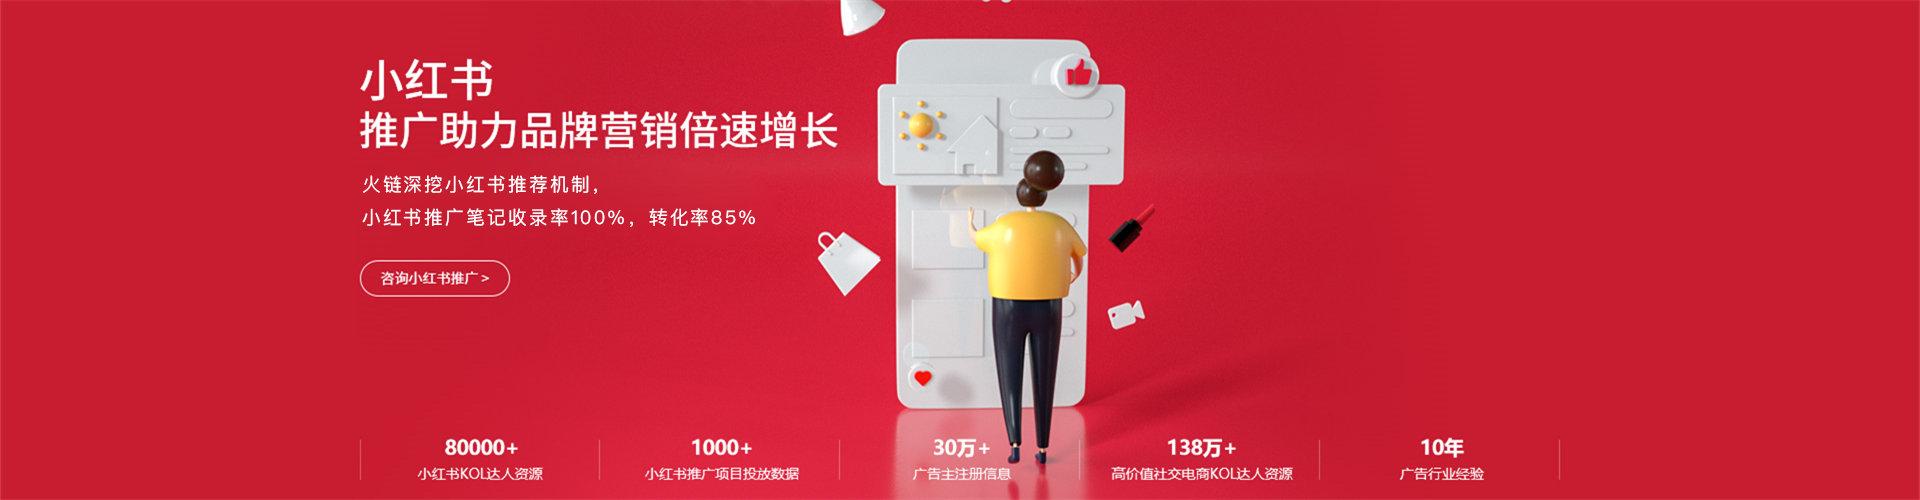 小红书
推广助力品牌营销倍速增长
火链深挖小红书推荐机制，
小红书推广笔记收录率100%，转化率85%
咨询小红书推广 >
80000+
小红书KOL达人资源
1000+
小红书推广项目投放数据
30万+
广告主注册信息
138万+
高价值社交电商KOL达人资源
10年
广告行业经验